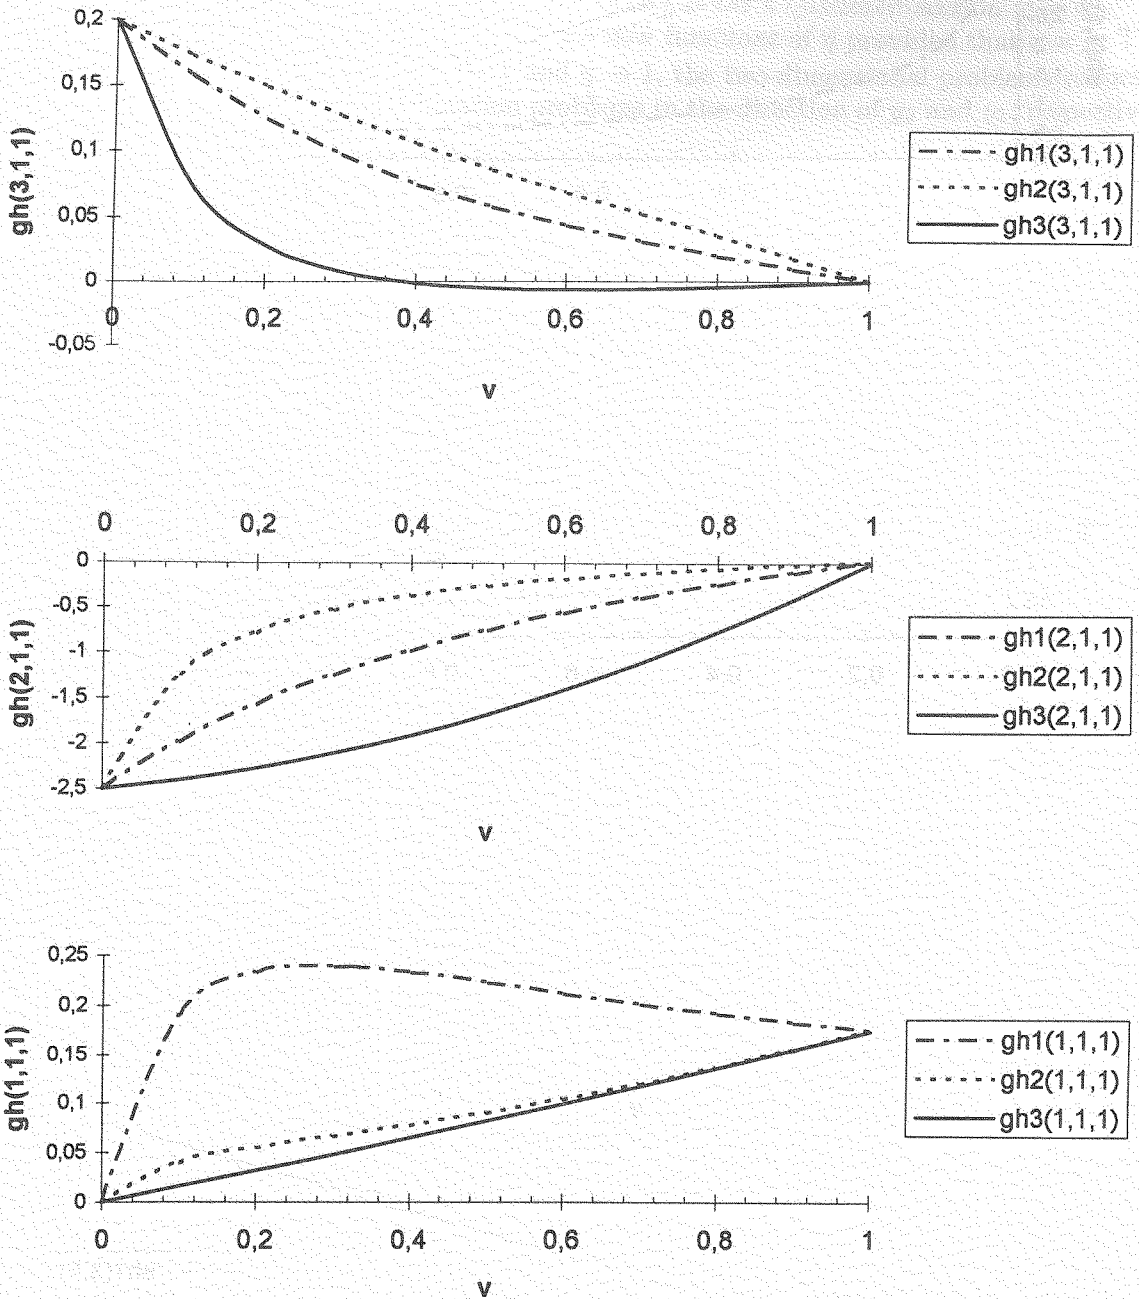 0,2
0,15
0,1
0,05
0
-0,05
gh(3,1,1)
0 0,2 0,4 0,6 0,8 1
v
gh1(3,1,1)
gh2(3,1,1)
gh3(3,1,1)
0 0,2 0,4 0,6 0,8 1
0
-0,5
-1
-1,5
-2
-2,5
gh(2,1,1)
v
gh1(2,1,1)
gh2(2,1,1)
gh3(2,1,1)
0,25
0,2
0,15
0,1
0,05
0
gh(1,1,1)
0 0,2 0,4 0,6 0,8 1
v
gh1(1,1,1)
gh2(1,1,1)
gh3(1,1,1)